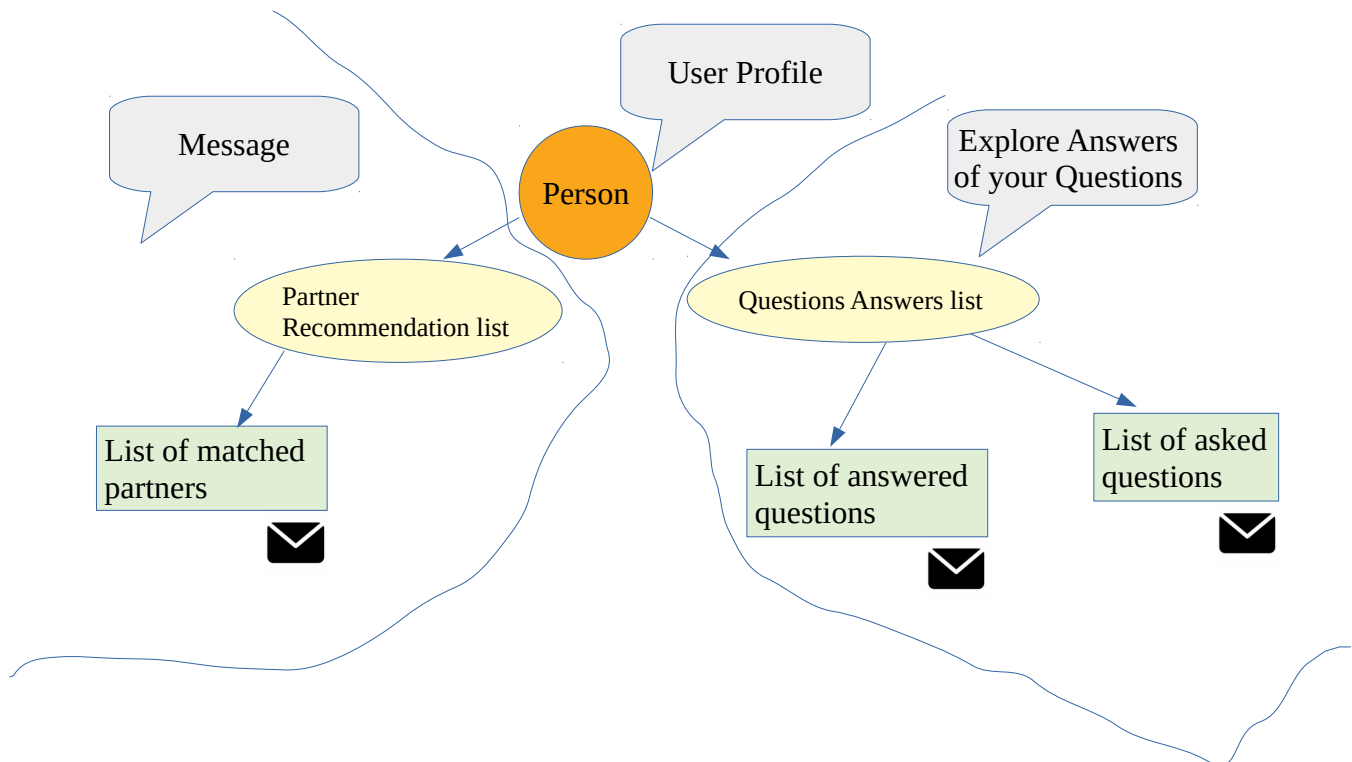 User Profile
Message
Explore Answers
of your Questions
Person
Partner
Recommendation list
Questions Answers list
List of matched
partners
List of answered
questions
List of asked
questions